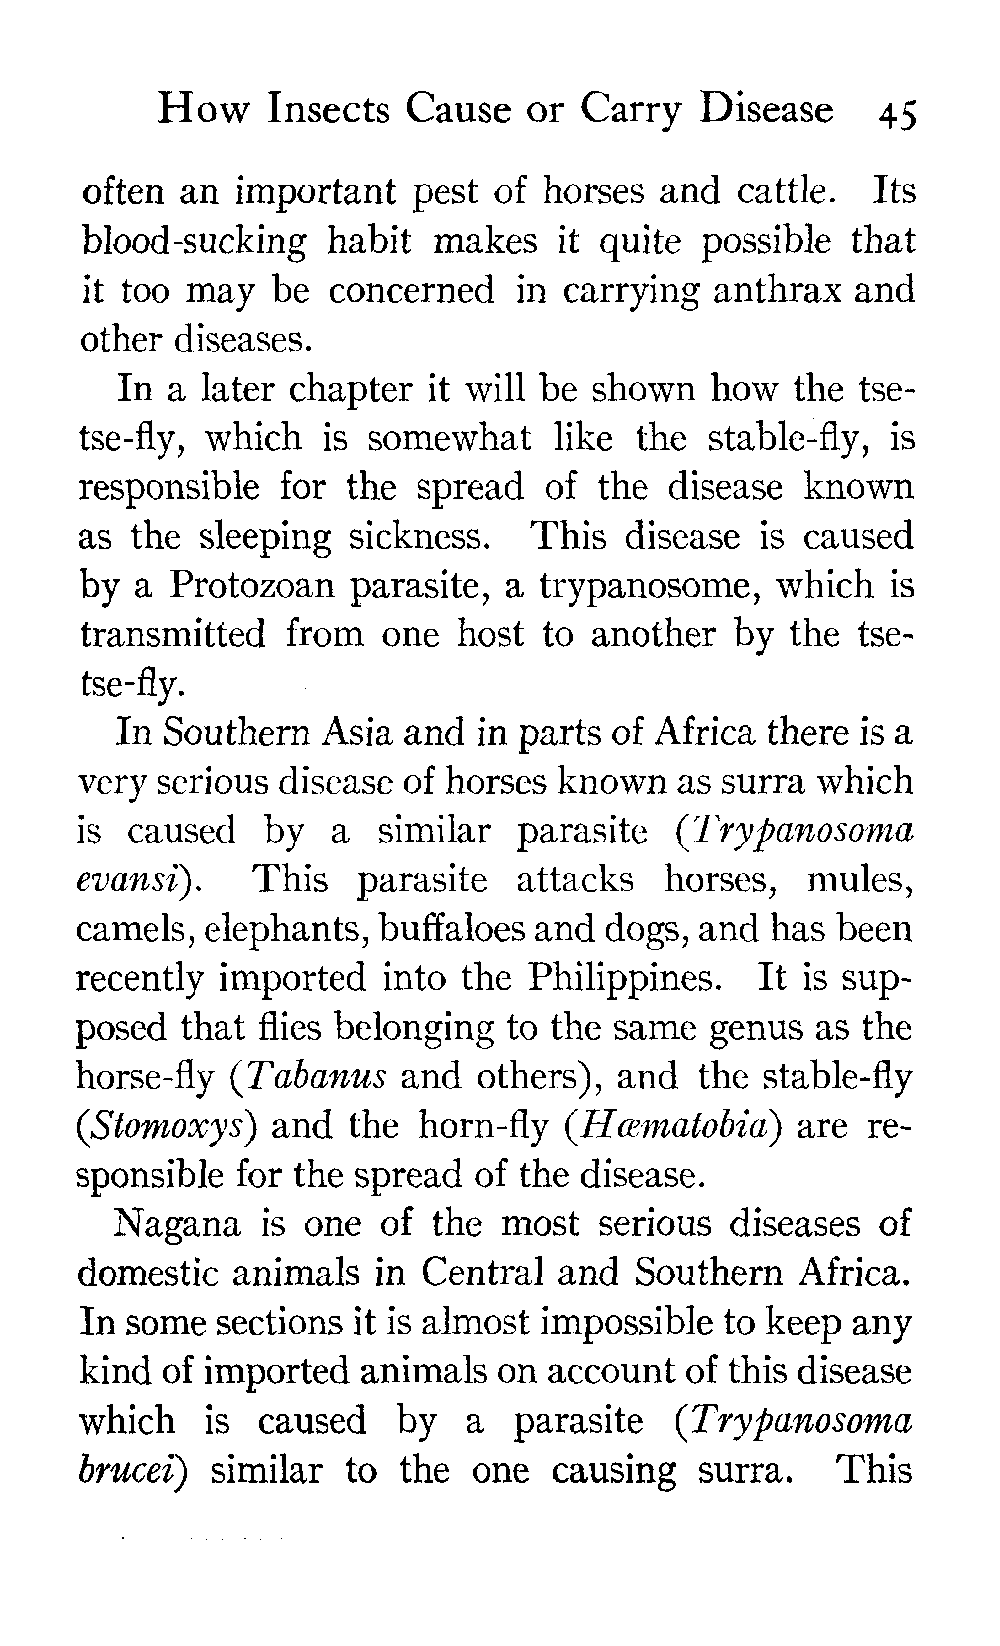 How Insects Cause or Carry Disease 45
often an important pest of horses and cattle. Its
blood-sucking habit makes it quite possible that
it too may be concerned in carrying anthrax and
other diseases.
In a later chapter it will be shown how the tse-
tse-fly, which is somewhat like the stable-fly, is
responsible for the spread of the disease known
as the sleeping sickness. This disease is caused
by a Protozoan parasite, a trypanosome, which is
transmitted from one host to another by the tse-
tse-fly.
In Southern Asia and in parts of Africa there is a
very serious disease of horses known as surra which
is caused by a similar parasite (Trypanosoma
evansi). This parasite attacks horses, mules,
camels, elephants, buffaloes and dogs, and has been
recently imported into the Philippines. It is sup-
posed that flies belonging to the same genus as the
horse-fly (Tabanus and others), and the stable-fly
(Stomoxys) and the horn-fly (Hæmatobia) are re-
sponsible for the spread of the disease.
Nagana is one of the most serious diseases of
domestic animals in Central and Southern Africa.
In some sections it is almost impossible to keep any
kind of imported animals on account of this disease
which is caused by a parasite (Trypanosoma
brucei) similar to the one causing surra. This